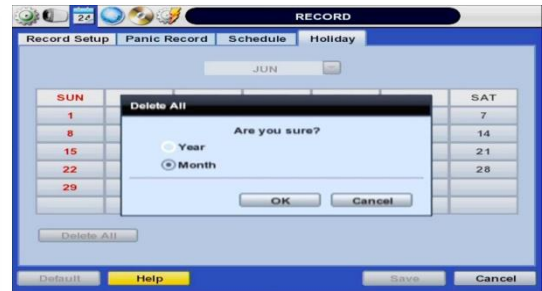 24
RECORD
Record Setup Panic Record Schedule Holiday
JUN
SUN SAT
Delete All
1 7
Are you sure?
8 14
Year
15 21
Month
22 28
29
OK Cancel
Delete All
Default Help Save Cancel